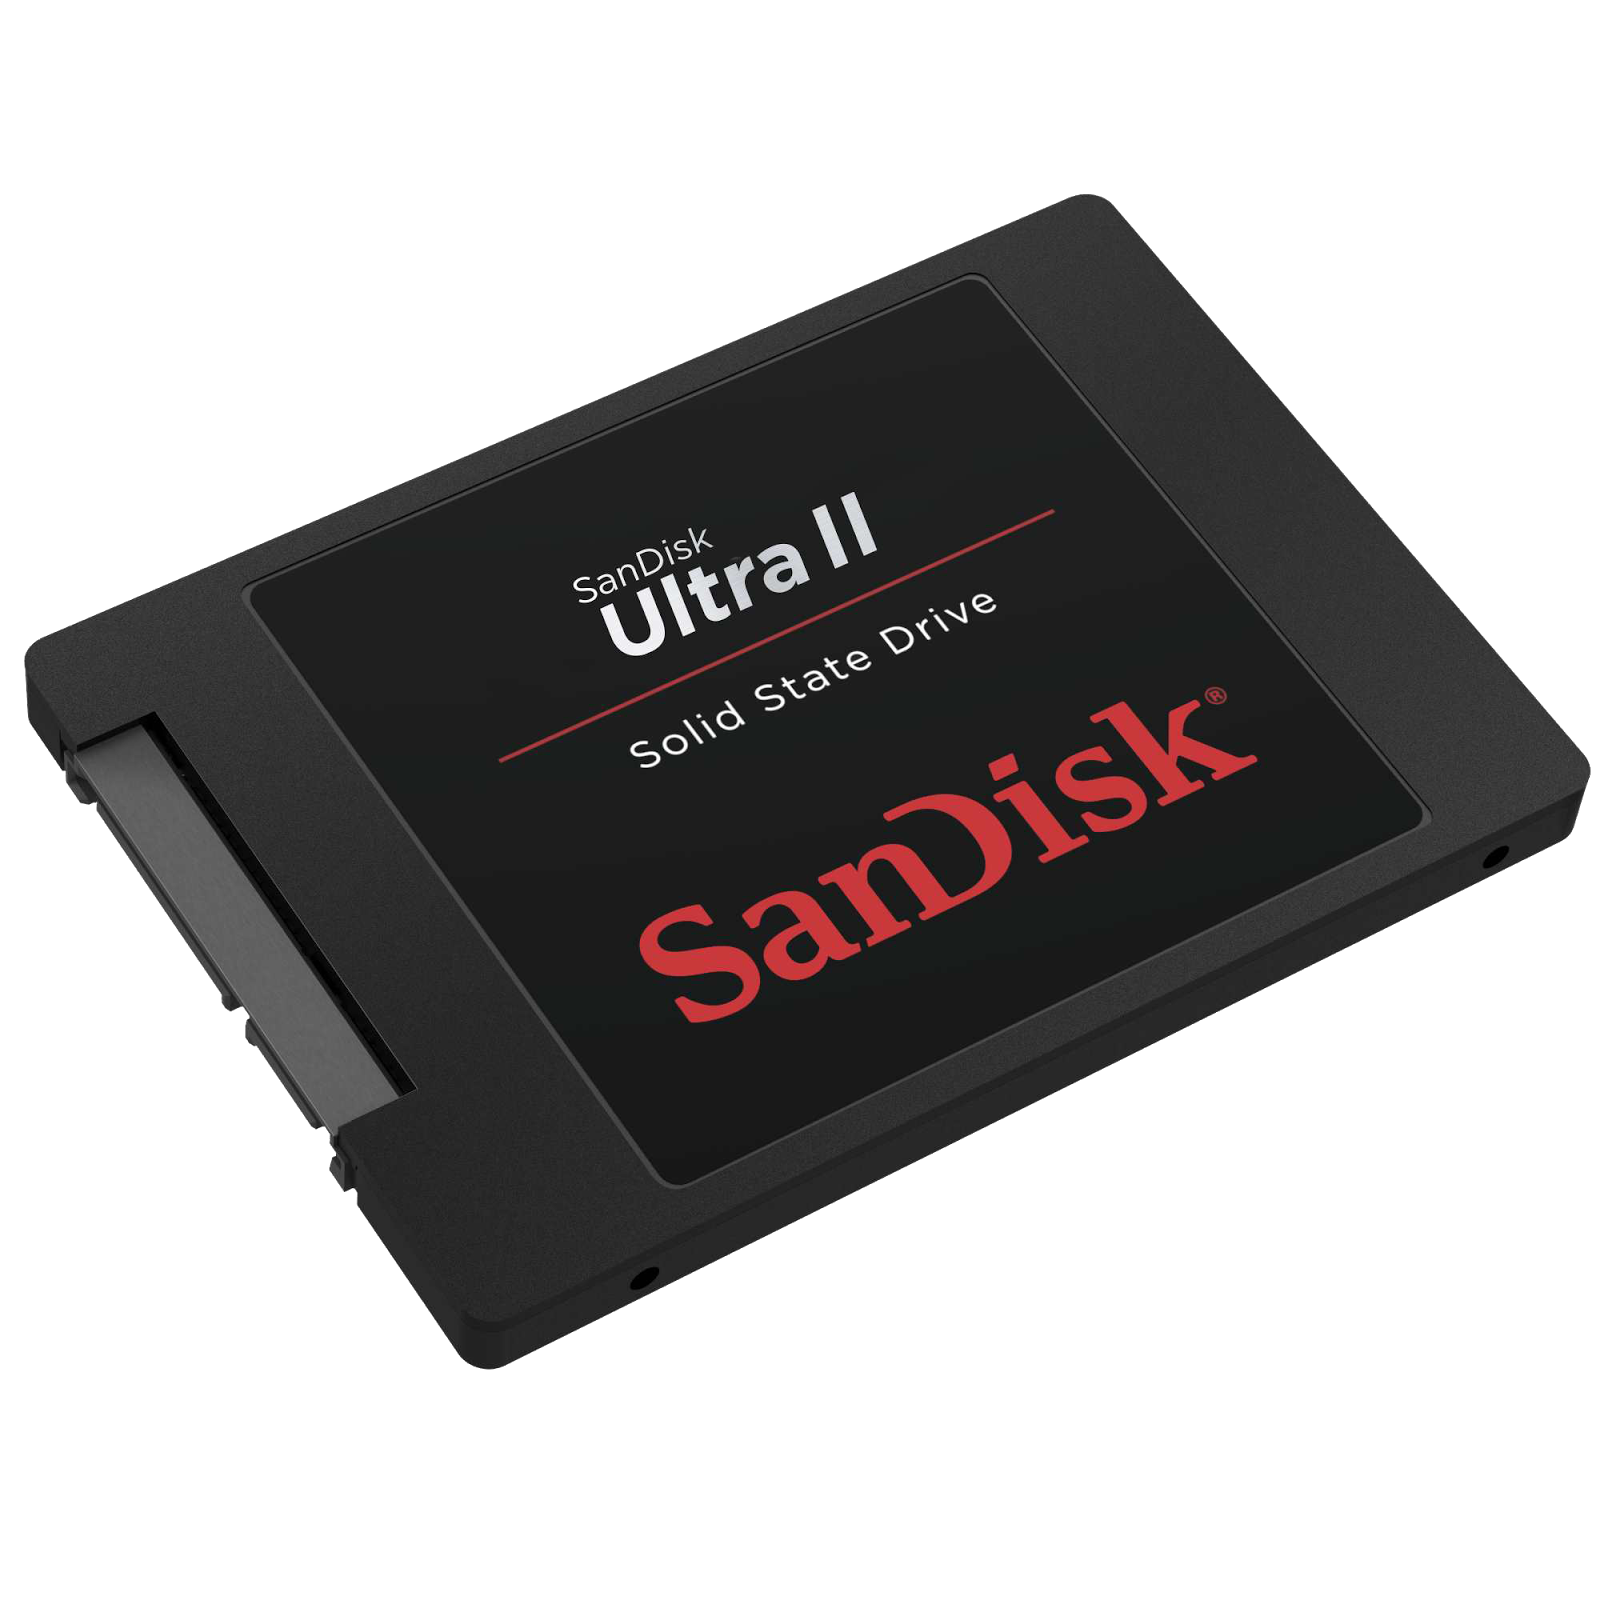 SanDisk
Ultra II
Solid State Drive
SanDisk®